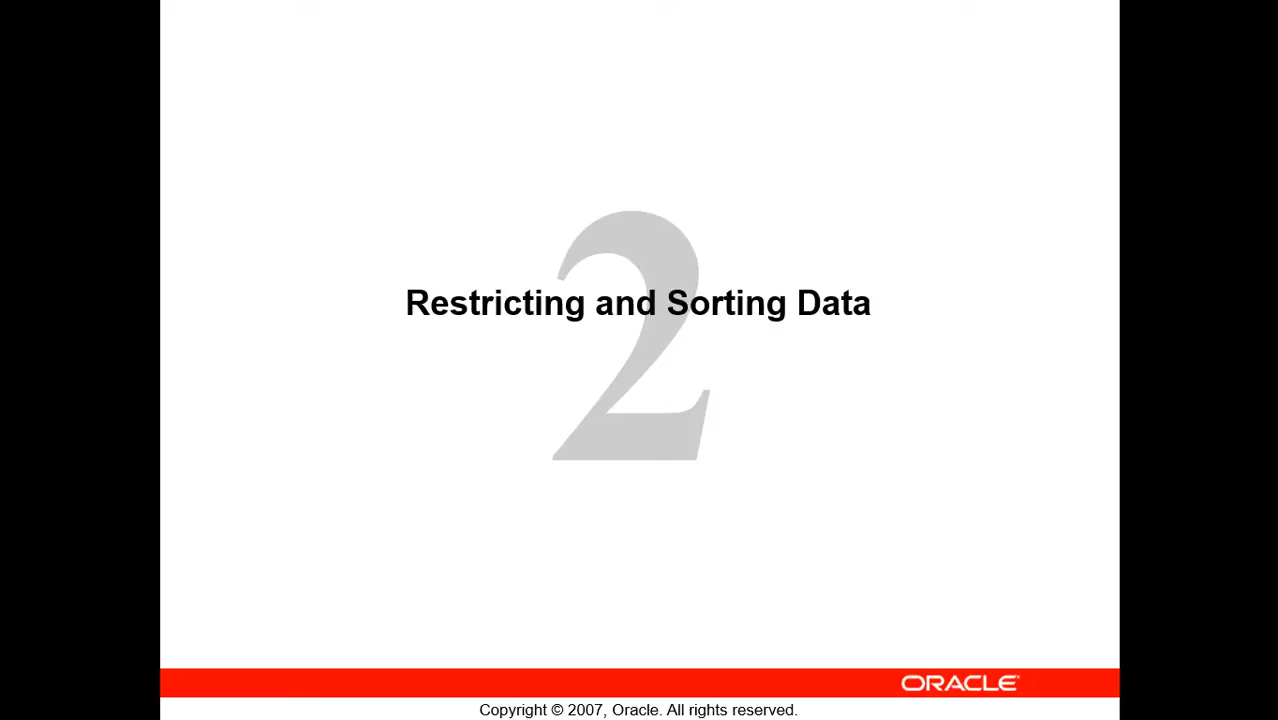 2
Restricting and Sorting Data
ORACLE
Copyright © 2007, Oracle. All rights reserved.